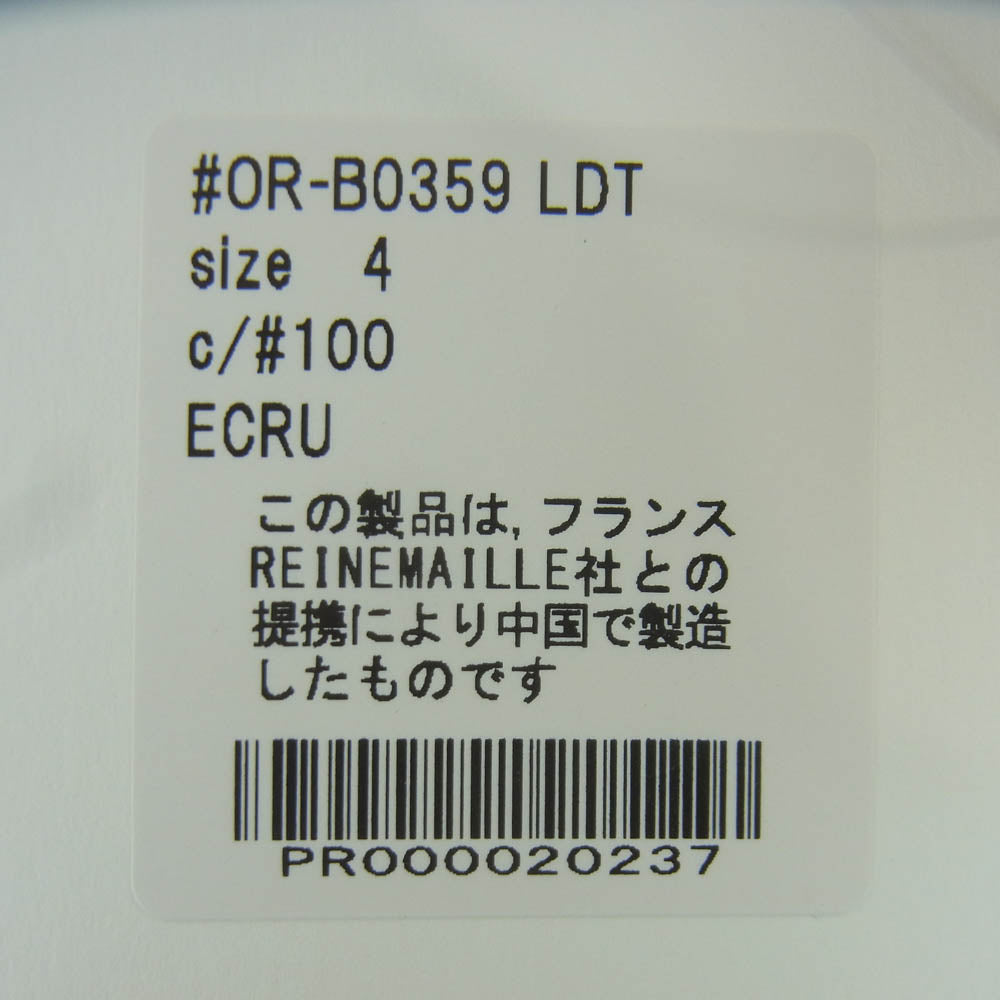 #OR-B0359 LDT
size 4
c/#100
ECRU
この製品は,フランス
REINEMAILLE社との
提携により中国で製造
したものです
PR000020237